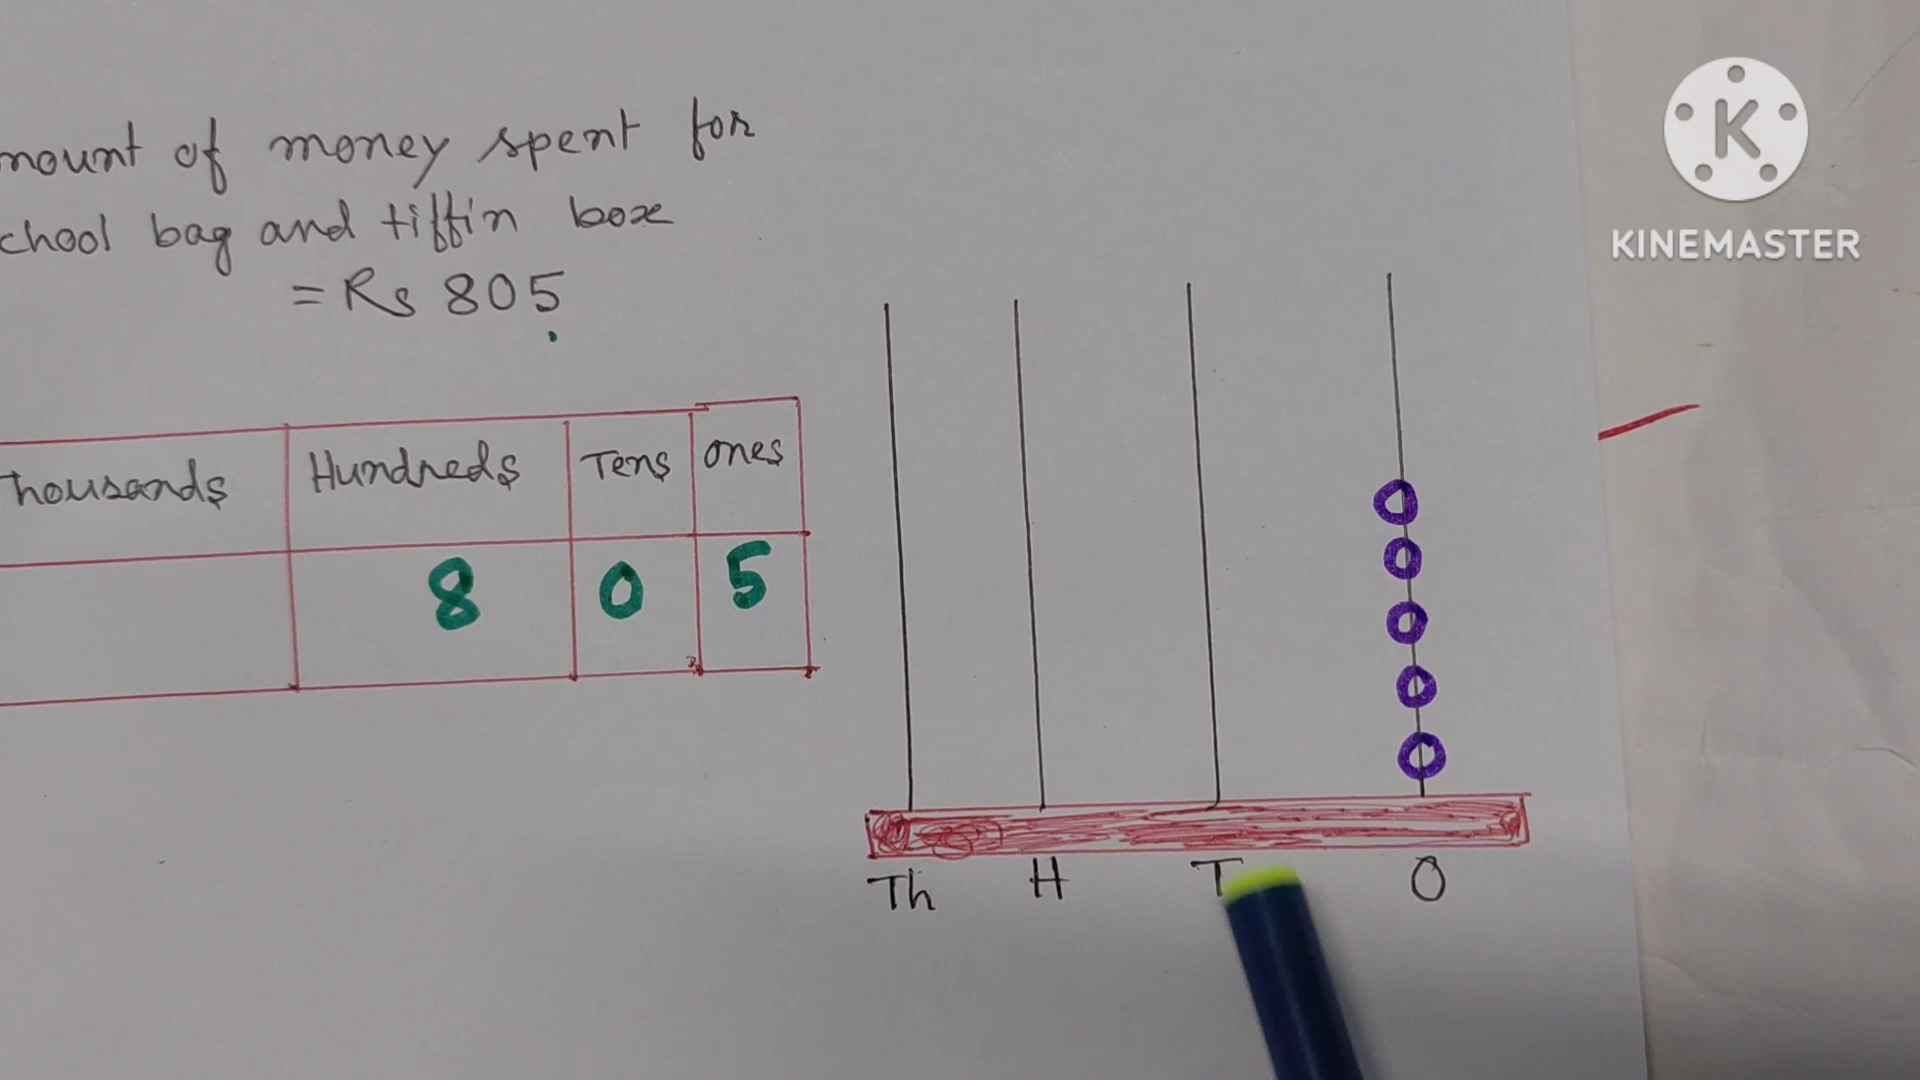 mount of money spent for
chool bag and tiffin box
= Rs 805
housands Hundreds Tens ones
8 0 5
Th H T O
K
KINEMASTER